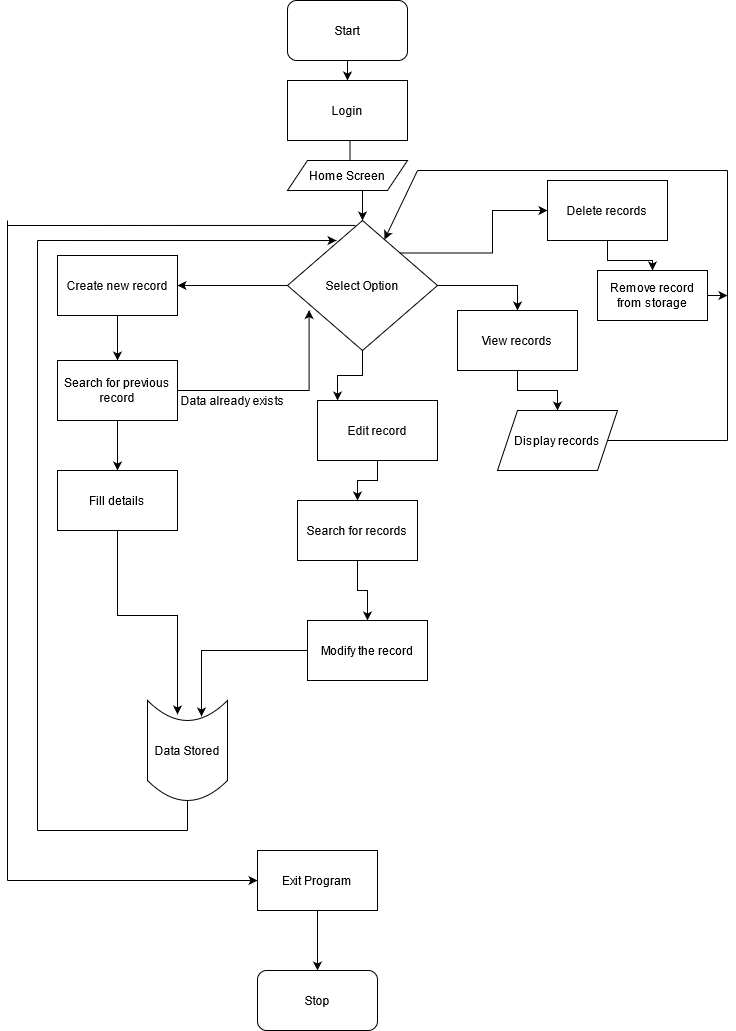 Start
Login
Home Screen
Delete records
Select Option
Create new record
Remove record
from storage
View records
Search for previous
record
Data already exists
Edit record
Display records
Fill details
Search for records
Modify the record
Data Stored
Exit Program
Stop